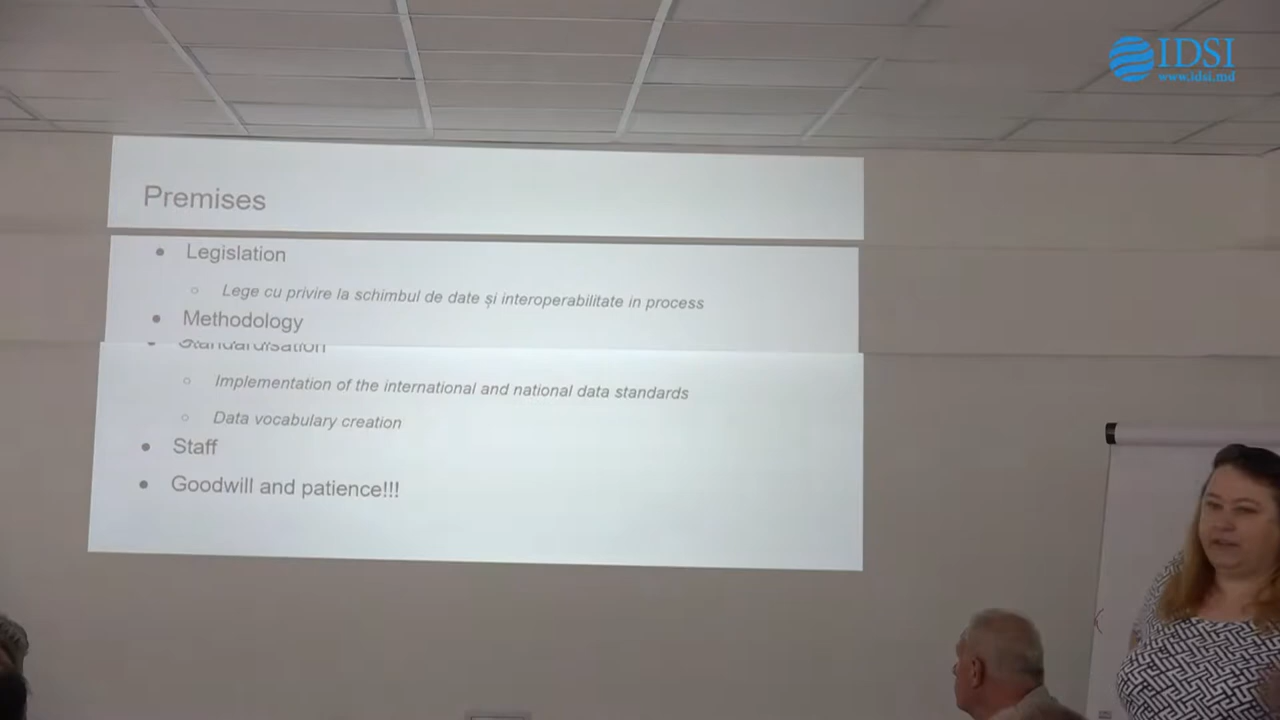 IDSI
www.idsi.md
Premises
Legislation
Lege cu privire la schimbul de date și interoperabilitate in process
Methodology
Standardisation
Implementation of the international and national data standards
Data vocabulary creation
Staff
Goodwill and patience!!!